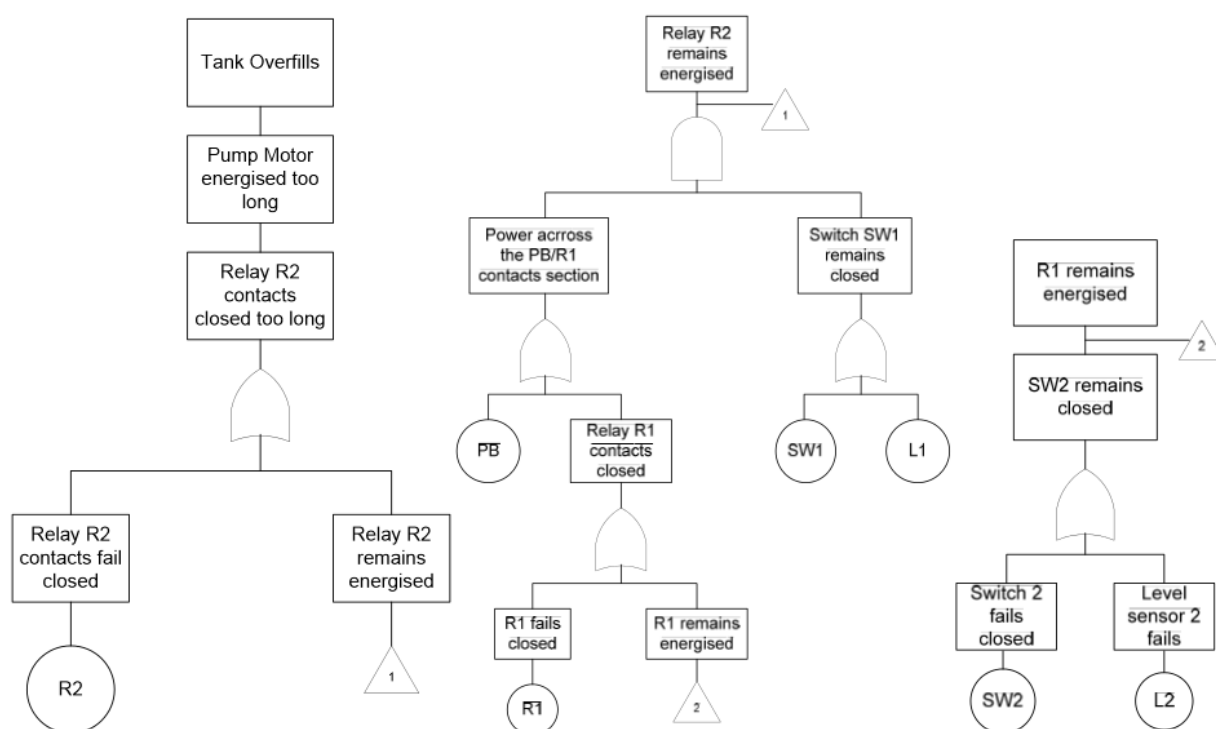 Tank Overfills
Pump Motor
energised too
long
Relay R2
contacts
closed too long
Relay R2
contacts fail
closed
Relay R2
remains
energised
R2
1
Relay R2
remains
energised
1
Power acrross
the PB/R1
contacts section
Switch SW1
remains
closed
PB
Relay R1
contacts
closed
SW1
L1
R1 fails
closed
R1 remains
energised
R1
2
R1 remains
energised
2
SW2 remains
closed
Switch 2
fails
closed
Level
sensor 2
fails
SW2
L2